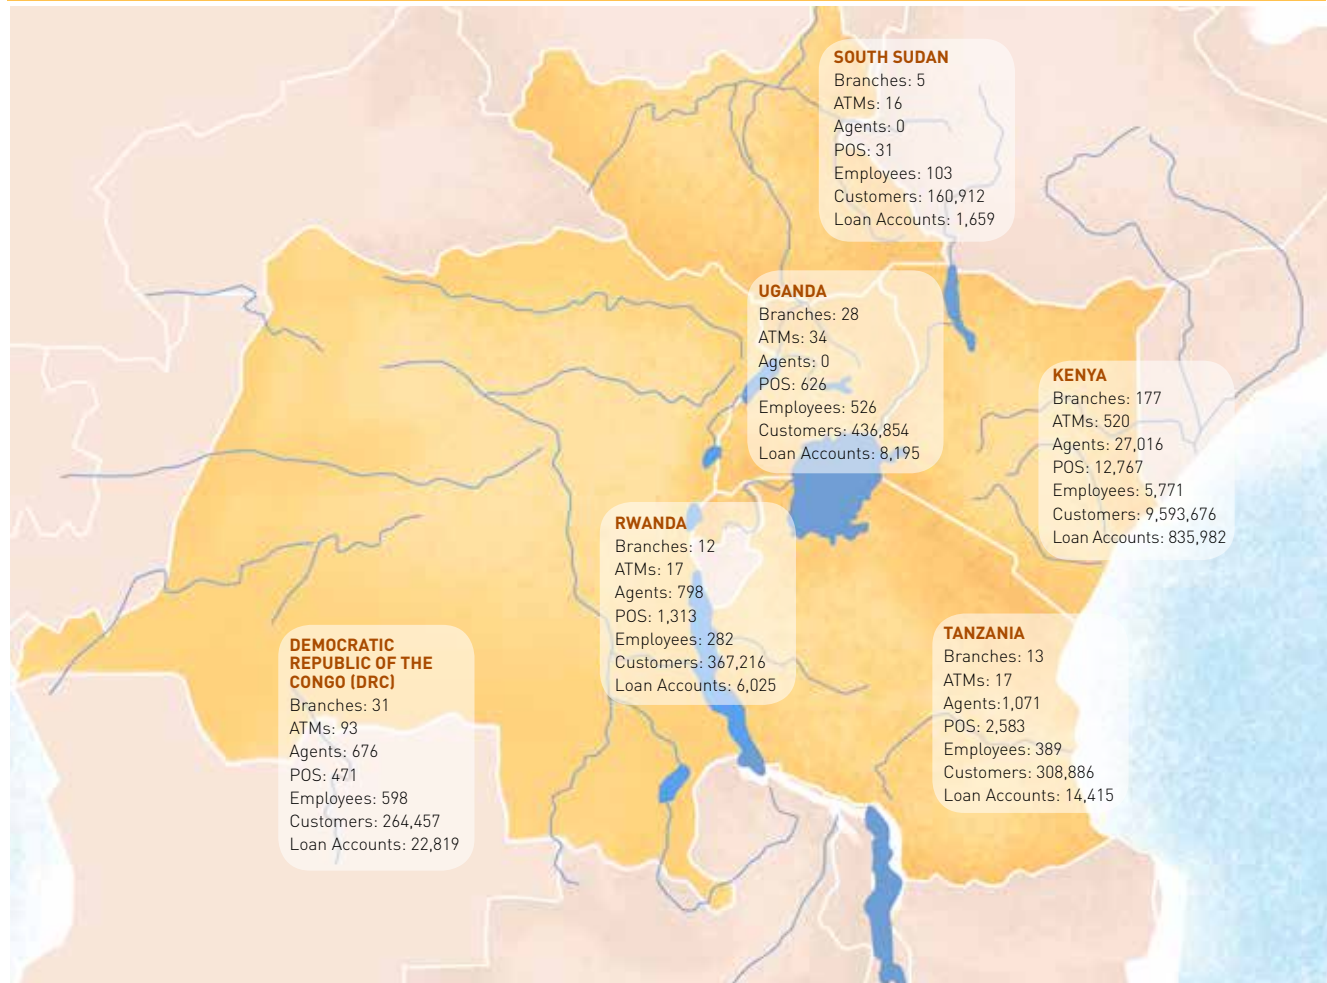 SOUTH SUDAN
Branches: 5
ATMs: 16
Agents: 0
POS: 31
Employees: 103
Customers: 160,912
Loan Accounts: 1,659
UGANDA
Branches: 28
ATMs: 34
Agents: 0
POS: 626
Employees: 526
Customers: 436,854
Loan Accounts: 8,195
KENYA
Branches: 177
ATMs: 520
Agents: 27,016
POS: 12,767
Employees: 5,771
Customers: 9,593,676
Loan Accounts: 835,982
RWANDA
Branches: 12
ATMs: 17
Agents: 798
POS: 1,313
Employees: 282
Customers: 367,216
Loan Accounts: 6,025
DEMOCRATIC
REPUBLIC OF THE
CONGO (DRC)
Branches: 31
ATMs: 93
Agents: 676
POS: 471
Employees: 598
Customers: 264,457
Loan Accounts: 22,819
TANZANIA
Branches: 13
ATMs: 17
Agents:1,071
POS: 2,583
Employees: 389
Customers: 308,886
Loan Accounts: 14,415